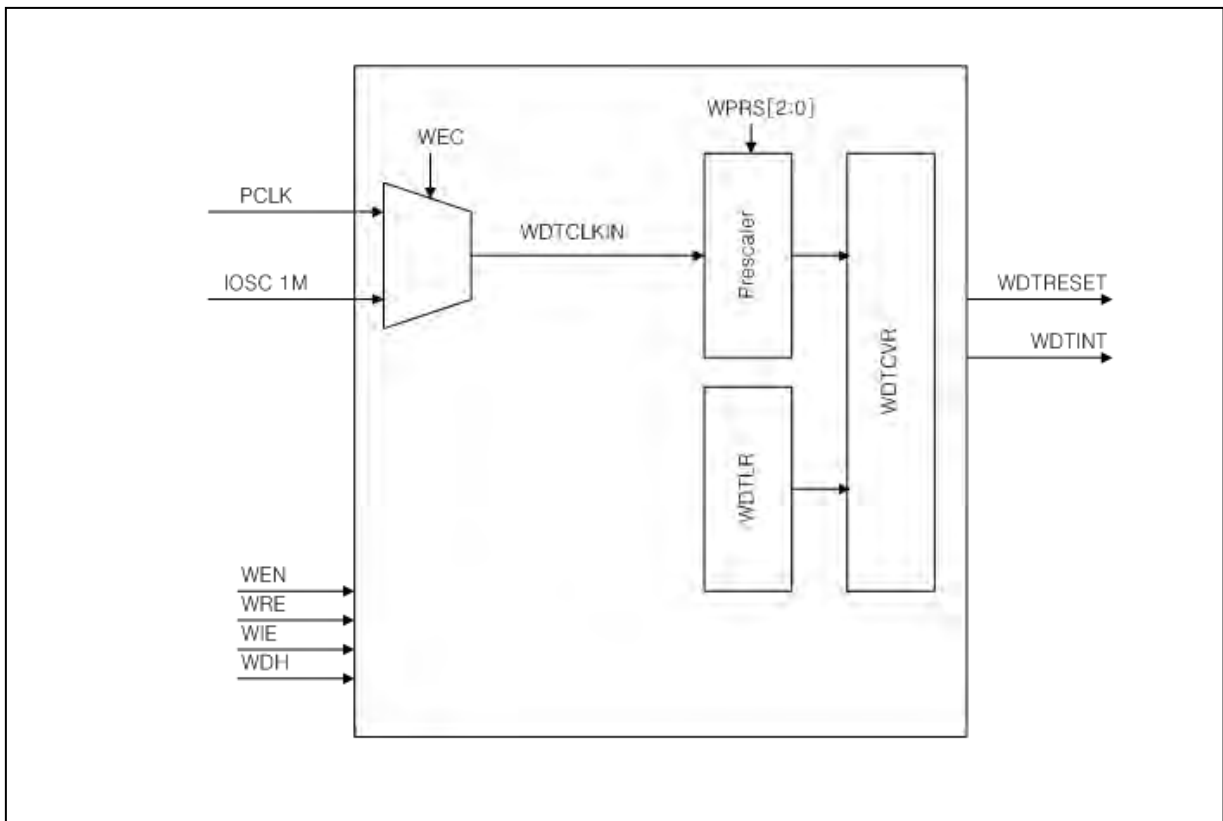 WPRS[2:0]
WEC
PCLK
WDTCLKIN
Prescaler
IOSC 1M
WDTRESET
WDTINT
WDTCVR
WDTLR
WEN
WRE
WIE
WDH